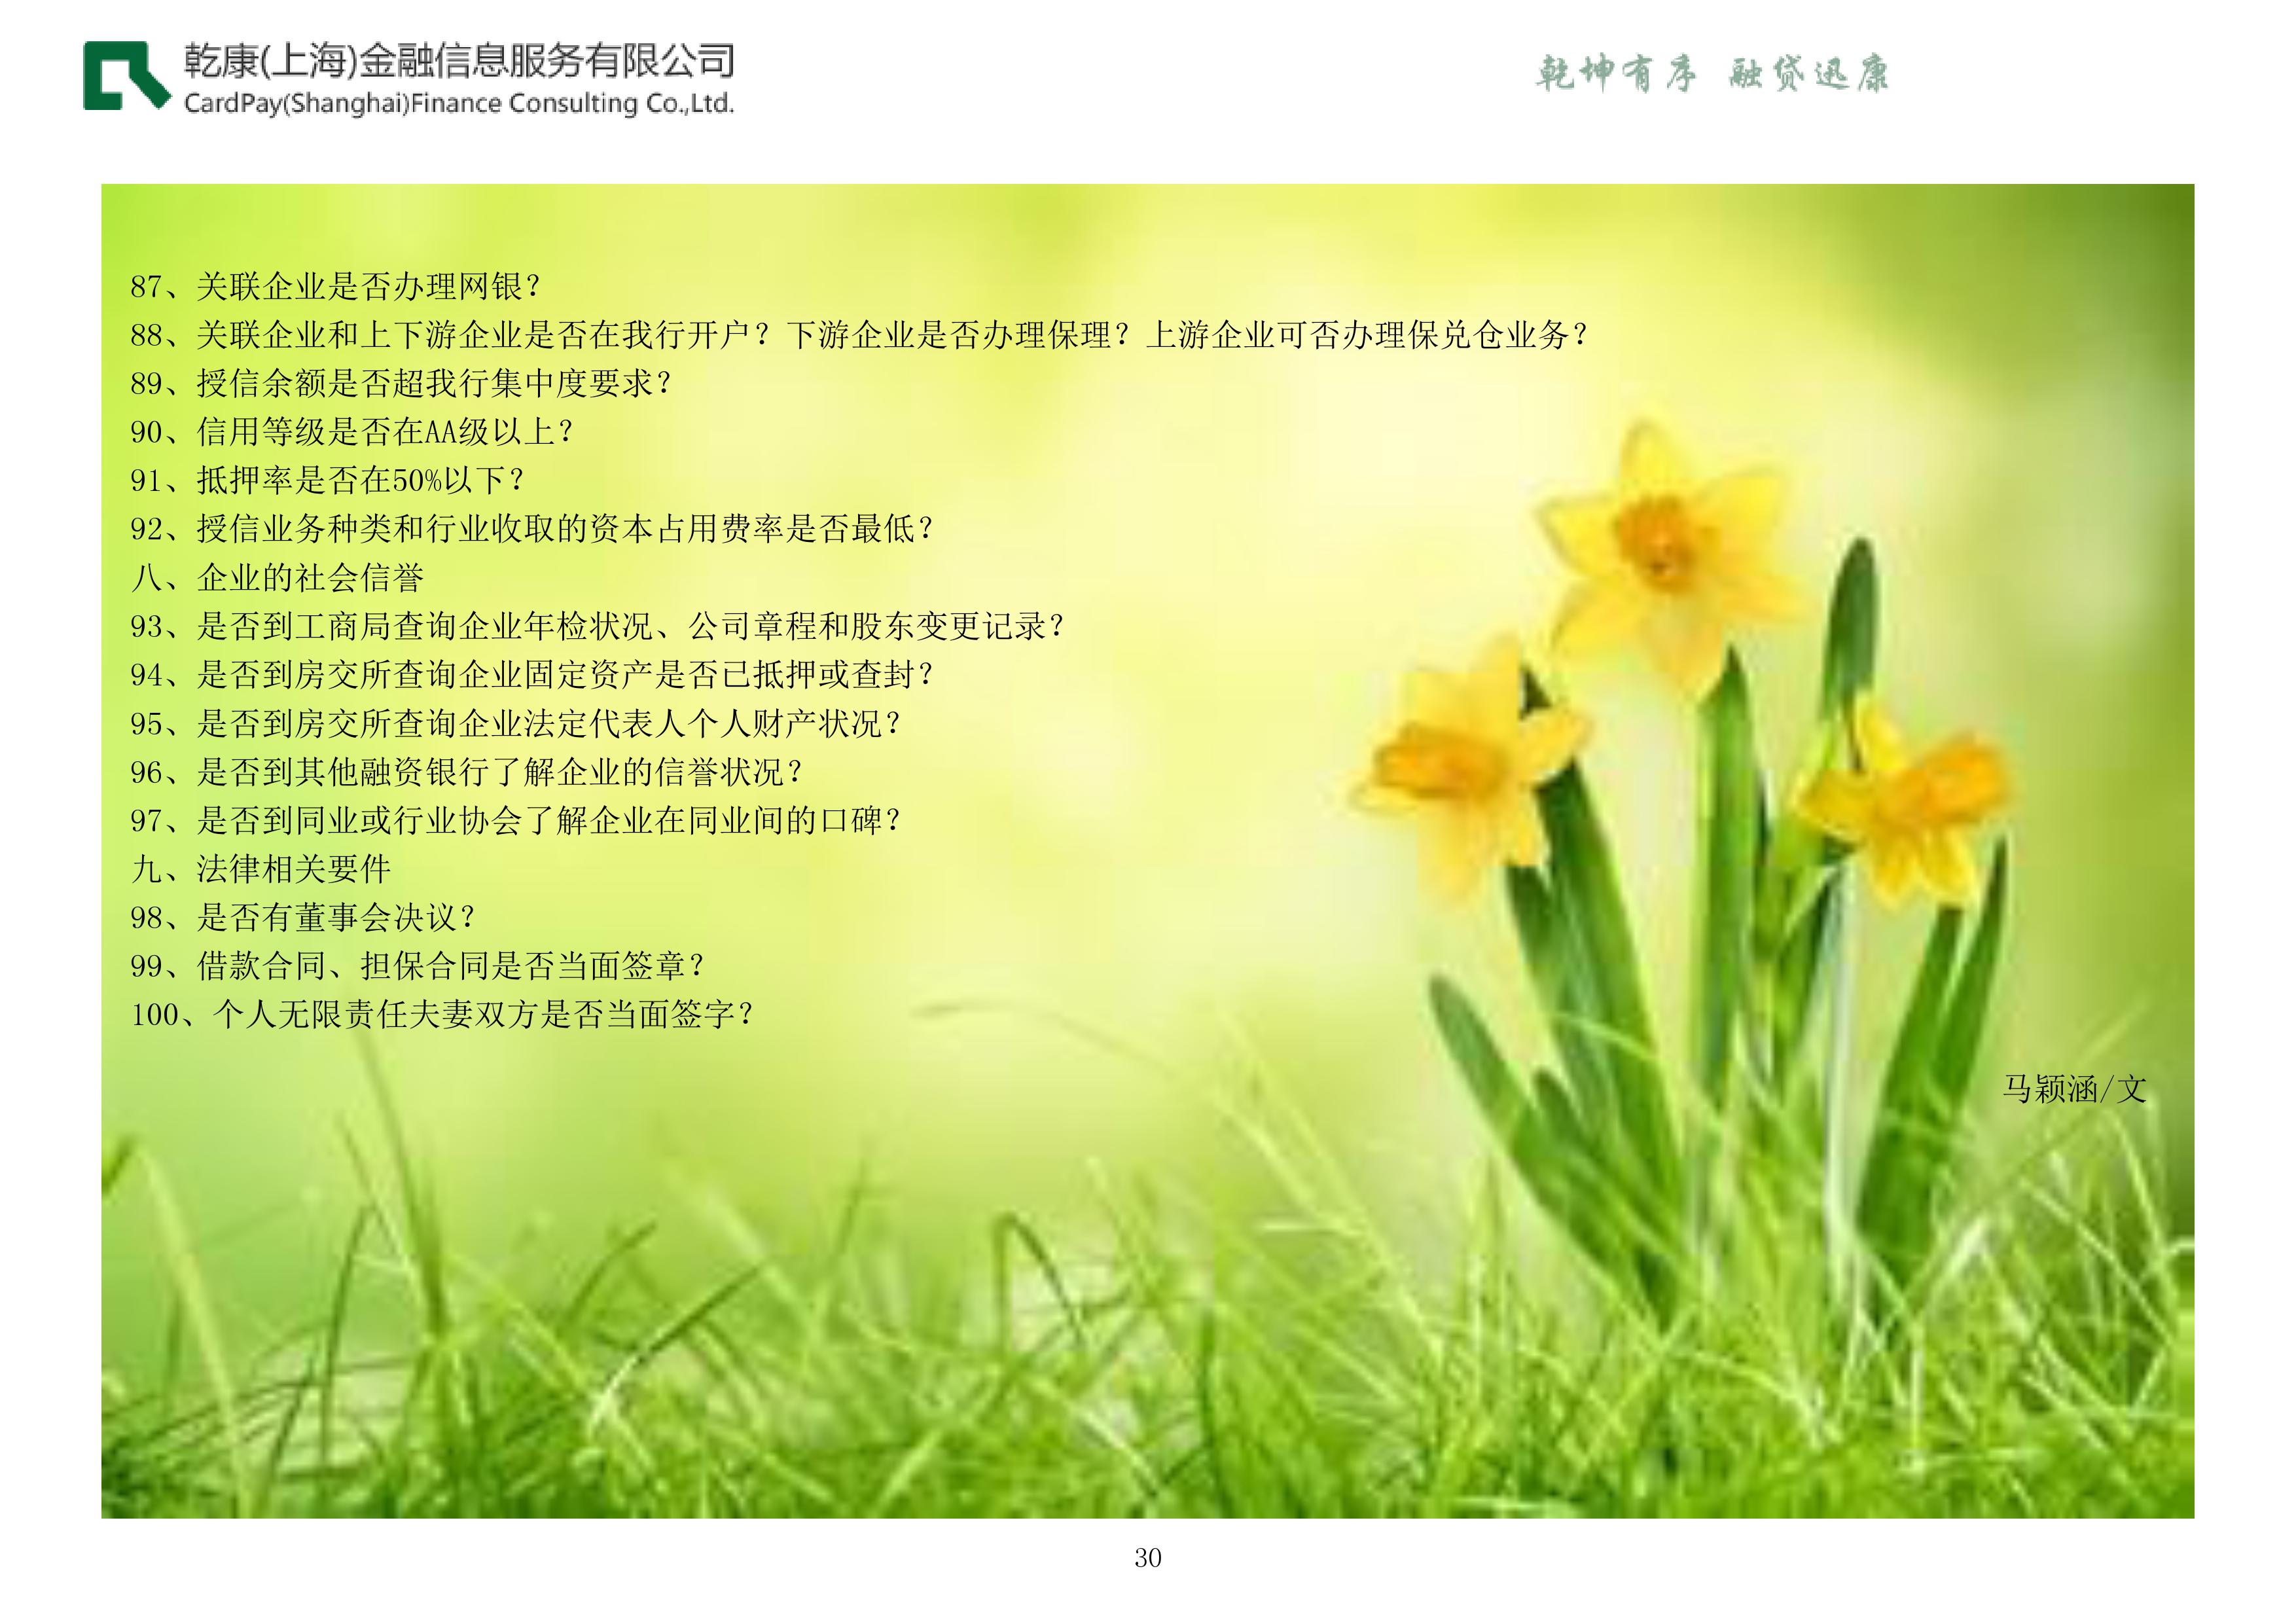 乾康(上海)金融信息服务有限公司
CardPay(Shanghai)Finance Consulting Co.,Ltd.
乾坤有序 融贷迅康
87、关联企业是否办理网银？
88、关联企业和上下游企业是否在我行开户？下游企业是否办理保理？上游企业可否办理保兑仓业务？
89、授信余额是否超我行集中度要求？
90、信用等级是否在AA级以上？
91、抵押率是否在50%以下？
92、授信业务种类和行业收取的资本占用费率是否最低？
八、企业的社会信誉
93、是否到工商局查询企业年检状况、公司章程和股东变更记录？
94、是否到房交所查询企业固定资产是否已抵押或查封？
95、是否到房交所查询企业法定代表人个人财产状况？
96、是否到其他融资银行了解企业的信誉状况？
97、是否到同业或行业协会了解企业在同业间的口碑？
九、法律相关要件
98、是否有董事会决议？
99、借款合同、担保合同是否当面签章？
100、个人无限责任夫妻双方是否当面签字？
马颖涵/文
30